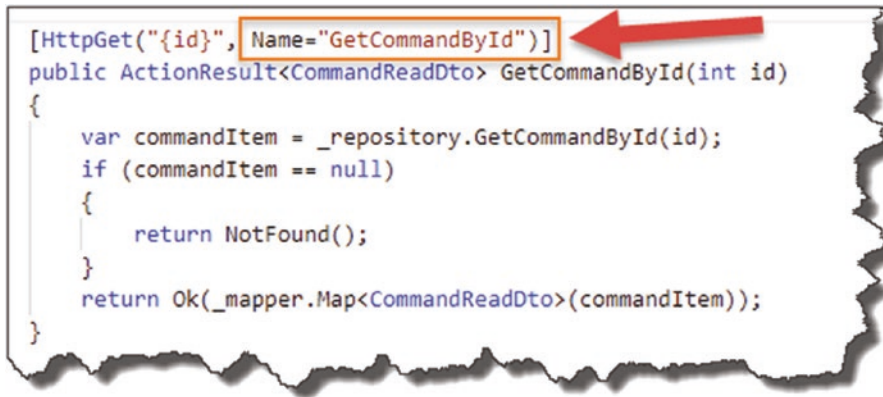 [HttpGet("{id}", Name="GetCommandById")]
public ActionResult<CommandReadDto> GetCommandById(int id)
{
var commandItem = _repository.GetCommandById(id);
if (commandItem == null)
{
return NotFound();
}
return Ok(_mapper.Map<CommandReadDto>(commandItem));
}